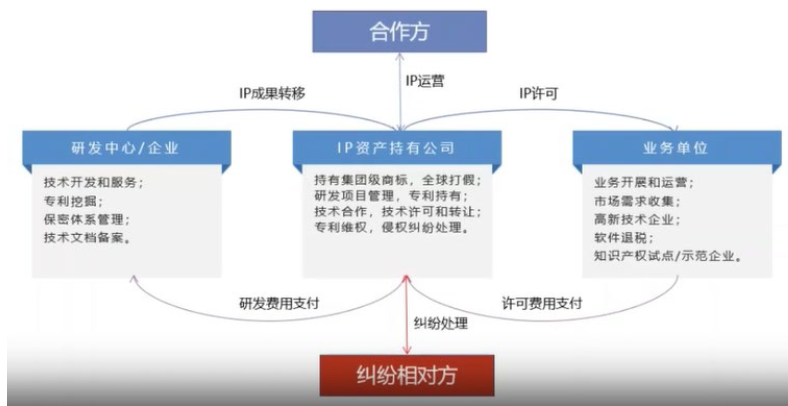 合作方
IP运营
IP成果转移
IP许可
研发中心/企业
技术开发和服务；
专利挖掘；
保密体系管理；
技术文档备案。
IP资产持有公司
持有集团级商标，全球打假；
研发项目管理，专利持有；
技术合作，技术许可和转让；
专利维权，侵权纠纷处理。
业务单位
业务开展和运营；
市场需求收集；
高新技术企业；
软件退税；
知识产权试点/示范企业。
研发费用支付
许可费用支付
纠纷处理
纠纷相对方